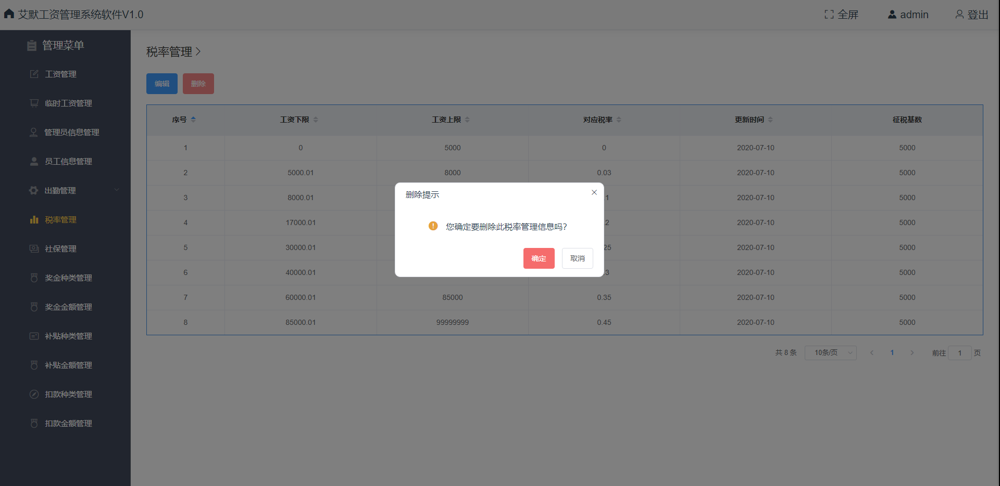 艾默工资管理系统软件V1.0
全屏
admin
登出
管理菜单
工资管理
临时工资管理
管理员信息管理
员工信息管理
出勤管理
税率管理
社保管理
奖金种类管理
奖金金额管理
补贴种类管理
补贴金额管理
扣款种类管理
扣款金额管理
税率管理
编辑 删除
序号 工资下限 工资上限 对应税率 更新时间 征税基数
1 0 5000 0 2020-07-10 5000
2 5000.01 8000 0.03 2020-07-10 5000
3 8000.01 .1 2020-07-10 5000
4 17000.01 .2 2020-07-10 5000
5 30000.01 25 2020-07-10 5000
6 40000.01 .3 2020-07-10 5000
7 60000.01 85000 0.35 2020-07-10 5000
8 85000.01 99999999 0.45 2020-07-10 5000
删除提示
您确定要删除此税率管理信息吗?
确定 取消
共 8 条 10条/页 1 前往 1 页